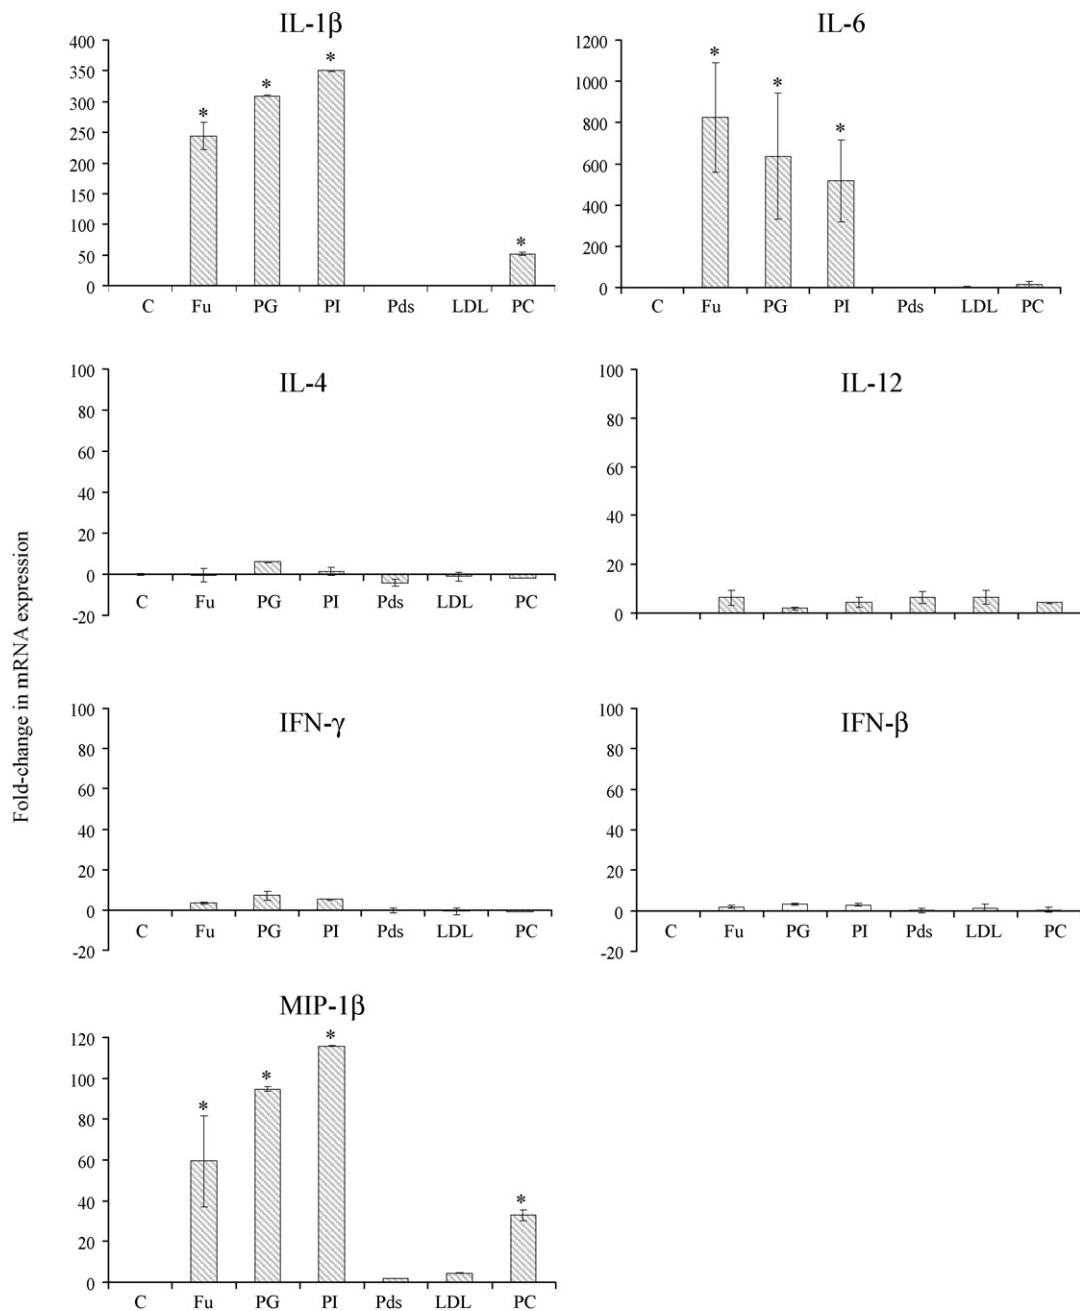 IL-1β
400
350
300
250
200
150
100
50
0
* * * *
C Fu PG PI Pds LDL PC
IL-6
1200
1000
800
600
400
200
0
* * *
C Fu PG PI Pds LDL PC
Fold-change in mRNA expression
IL-4
100
80
60
40
20
0
-20
C Fu PG PI Pds LDL PC
IL-12
100
80
60
40
20
0
IFN-γ
100
80
60
40
20
0
-20
C Fu PG PI Pds LDL PC
IFN-β
100
80
60
40
20
0
-20
C Fu PG PI Pds LDL PC
MIP-1β
120
100
80
60
40
20
0
* * * *
C Fu PG PI Pds LDL PC